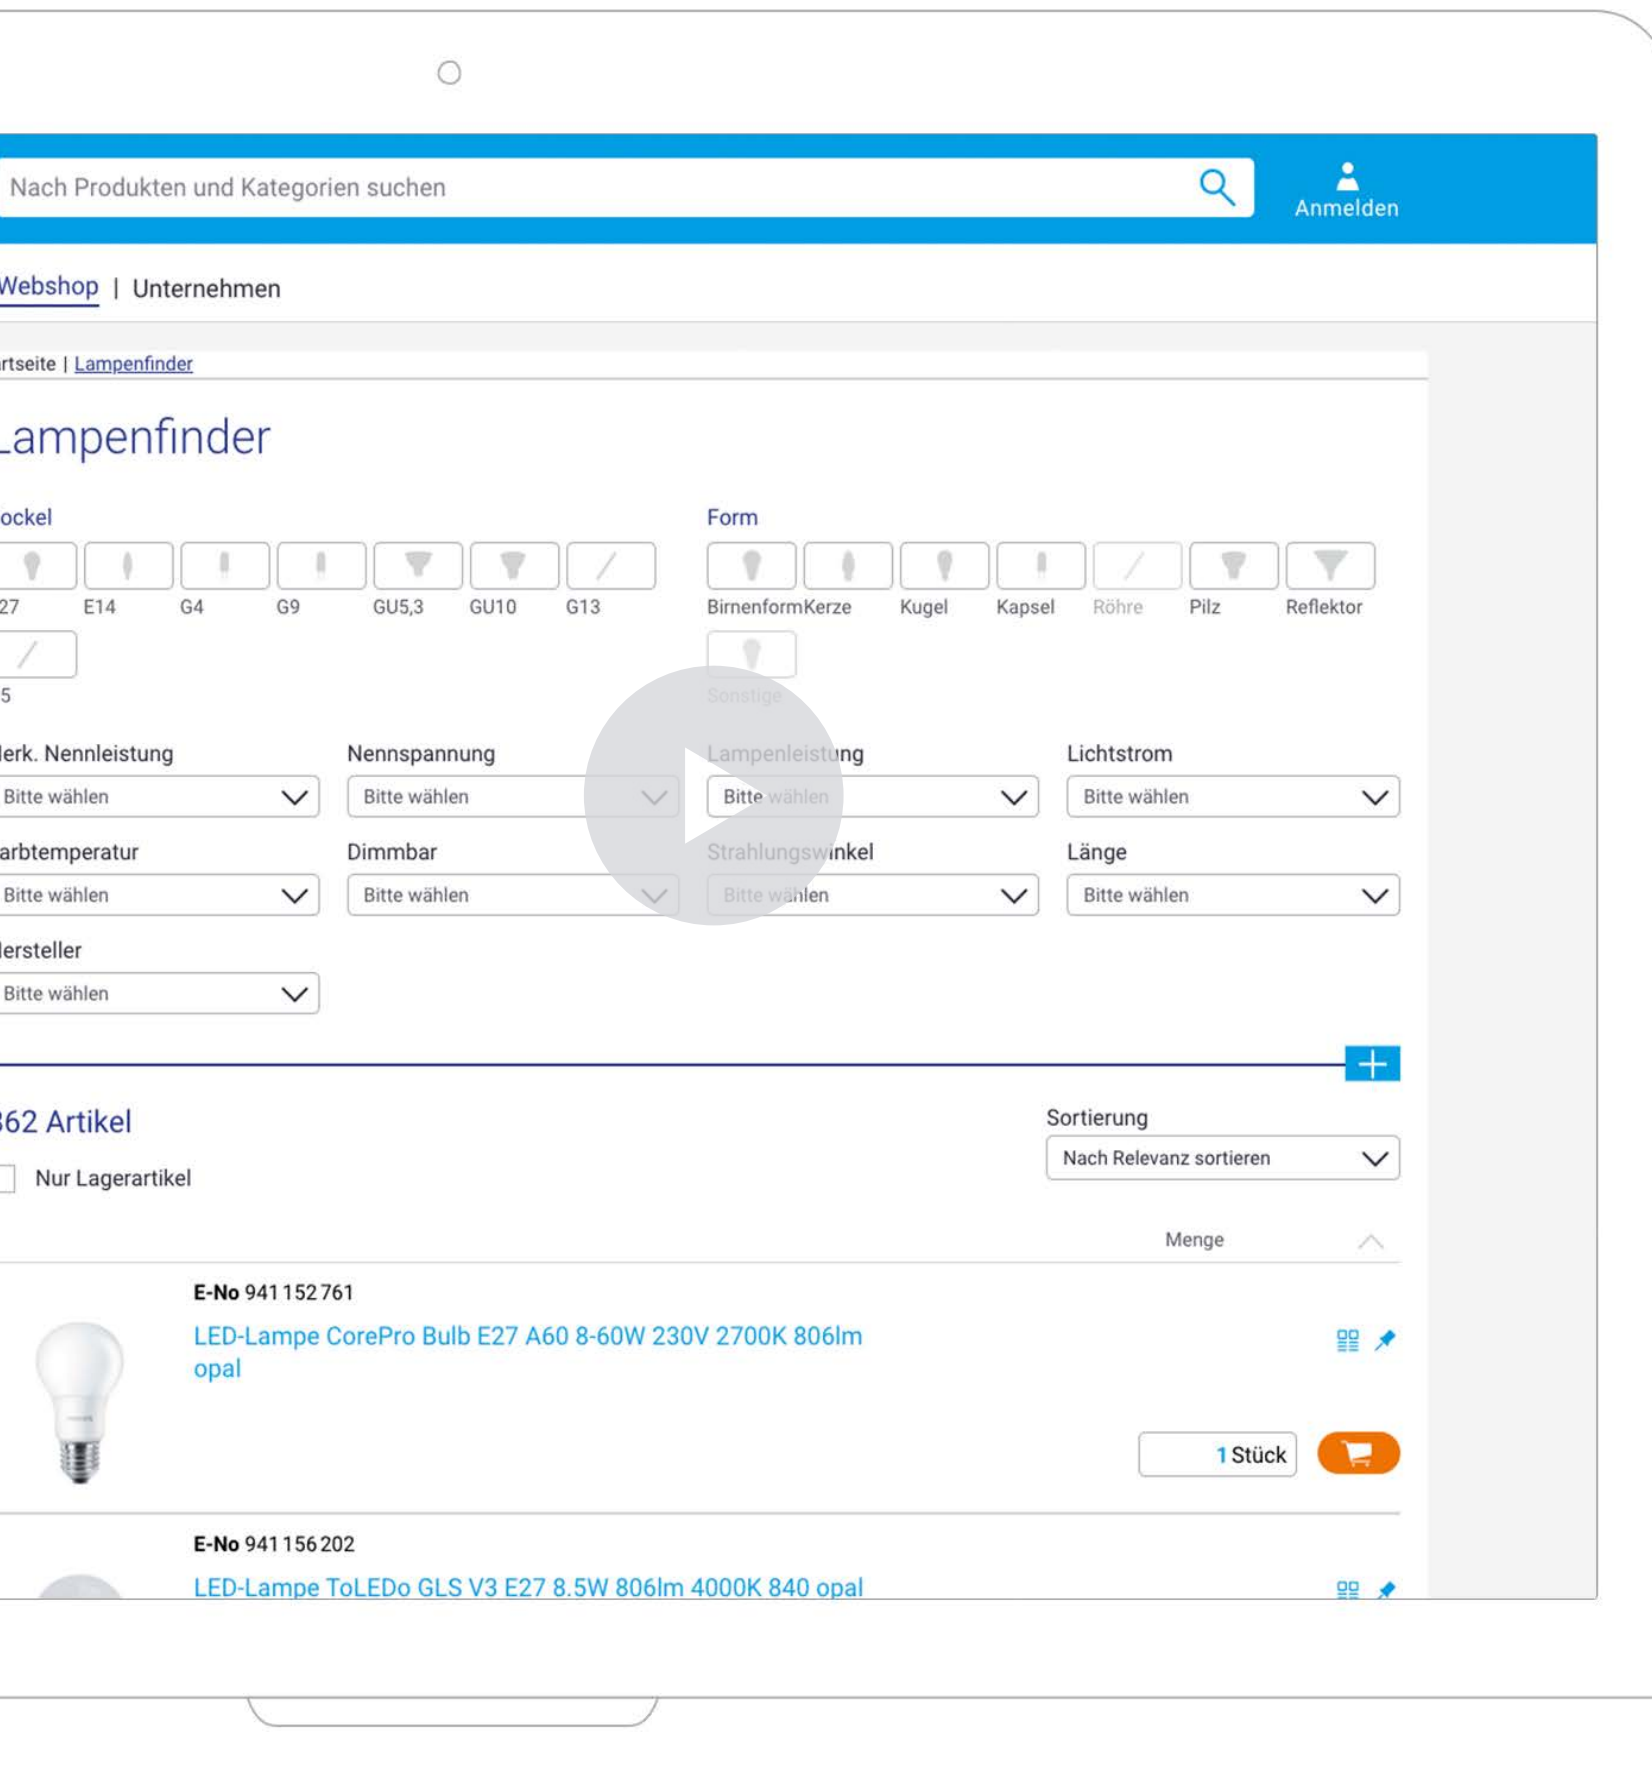 Nach Produkten und Kategorien suchen
Anmelden
Webshop | Unternehmen
rtseite | Lampenfinder
Lampenfinder
ockel
Form
27 E14 G4 G9 GU5,3 GU10 G13
Birnenform Kerze Kugel Kapsel Röhre Pilz Reflektor
5
Sonstige
erk. Nennleistung Nennspannung Lampenleistung Lichtstrom
Bitte wählen Bitte wählen Bitte wählen Bitte wählen
arbtemperatur Dimmbar Strahlungswinkel Länge
Bitte wählen Bitte wählen Bitte wählen Bitte wählen
ersteller
Bitte wählen
362 Artikel
Sortierung
Nach Relevanz sortieren
Nur Lagerartikel
Menge
E-No 941 152 761
LED-Lampe CorePro Bulb E27 A60 8-60W 230V 2700K 806lm
opal
1 Stück
E-No 941 156 202
LED-Lampe ToLEDo GLS V3 E27 8.5W 806lm 4000K 840 opal